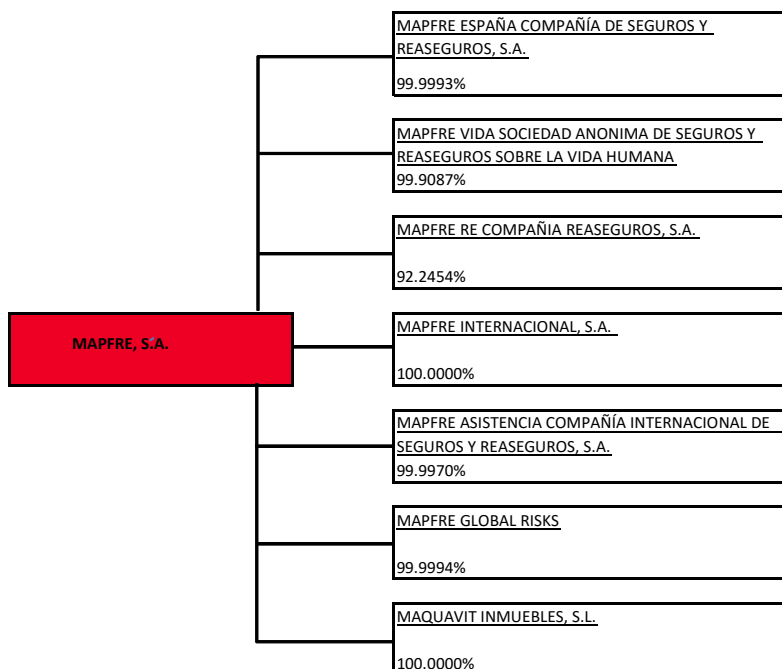 MAPFRE ESPAÑA COMPAÑÍA DE SEGUROS Y
REASEGUROS, S.A.
99.9993%
MAPFRE VIDA SOCIEDAD ANONIMA DE SEGUROS Y
REASEGUROS SOBRE LA VIDA HUMANA
99.9087%
MAPFRE RE COMPAÑIA REASEGUROS, S.A.
92.2454%
MAPFRE, S.A.
MAPFRE INTERNACIONAL, S.A.
100.0000%
MAPFRE ASISTENCIA COMPAÑÍA INTERNACIONAL DE
SEGUROS Y REASEGUROS, S.A.
99.9970%
MAPFRE GLOBAL RISKS
99.9994%
MAQUAVIT INMUEBLES, S.L.
100.0000%